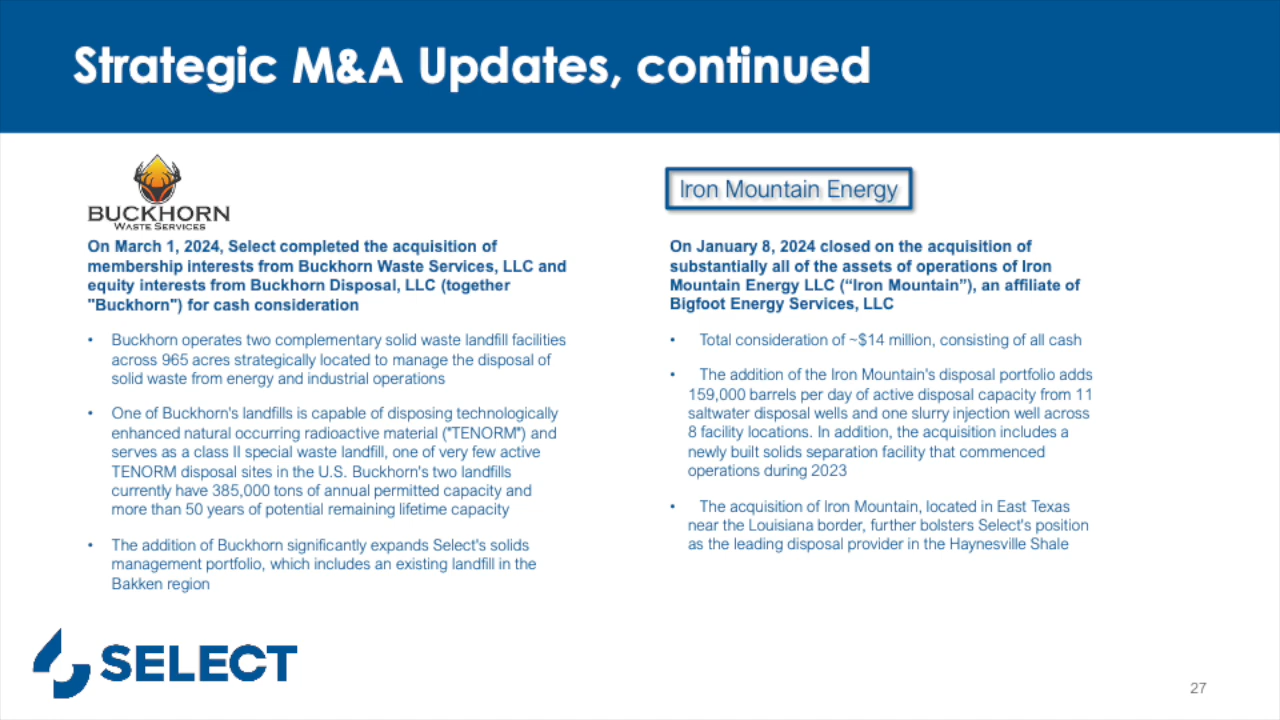 Strategic M&A Updates, continued
BUCKHORN
WASTE SERVICES
On March 1, 2024, Select completed the acquisition of
membership interests from Buckhorn Waste Services, LLC and
equity interests from Buckhorn Disposal, LLC (together
"Buckhorn") for cash consideration
• Buckhorn operates two complementary solid waste landfill facilities
across 965 acres strategically located to manage the disposal of
solid waste from energy and industrial operations
• One of Buckhorn's landfills is capable of disposing technologically
enhanced natural occurring radioactive material ("TENORM") and
serves as a class II special waste landfill, one of very few active
TENORM disposal sites in the U.S. Buckhorn's two landfills
currently have 385,000 tons of annual permitted capacity and
more than 50 years of potential remaining lifetime capacity
• The addition of Buckhorn significantly expands Select's solids
management portfolio, which includes an existing landfill in the
Bakken region
Iron Mountain Energy
On January 8, 2024 closed on the acquisition of
substantially all of the assets of operations of Iron
Mountain Energy LLC (“Iron Mountain”), an affiliate of
Bigfoot Energy Services, LLC
• Total consideration of ~$14 million, consisting of all cash
• The addition of the Iron Mountain's disposal portfolio adds
159,000 barrels per day of active disposal capacity from 11
saltwater disposal wells and one slurry injection well across
8 facility locations. In addition, the acquisition includes a
newly built solids separation facility that commenced
operations during 2023
• The acquisition of Iron Mountain, located in East Texas
near the Louisiana border, further bolsters Select's position
as the leading disposal provider in the Haynesville Shale
SELECT
27